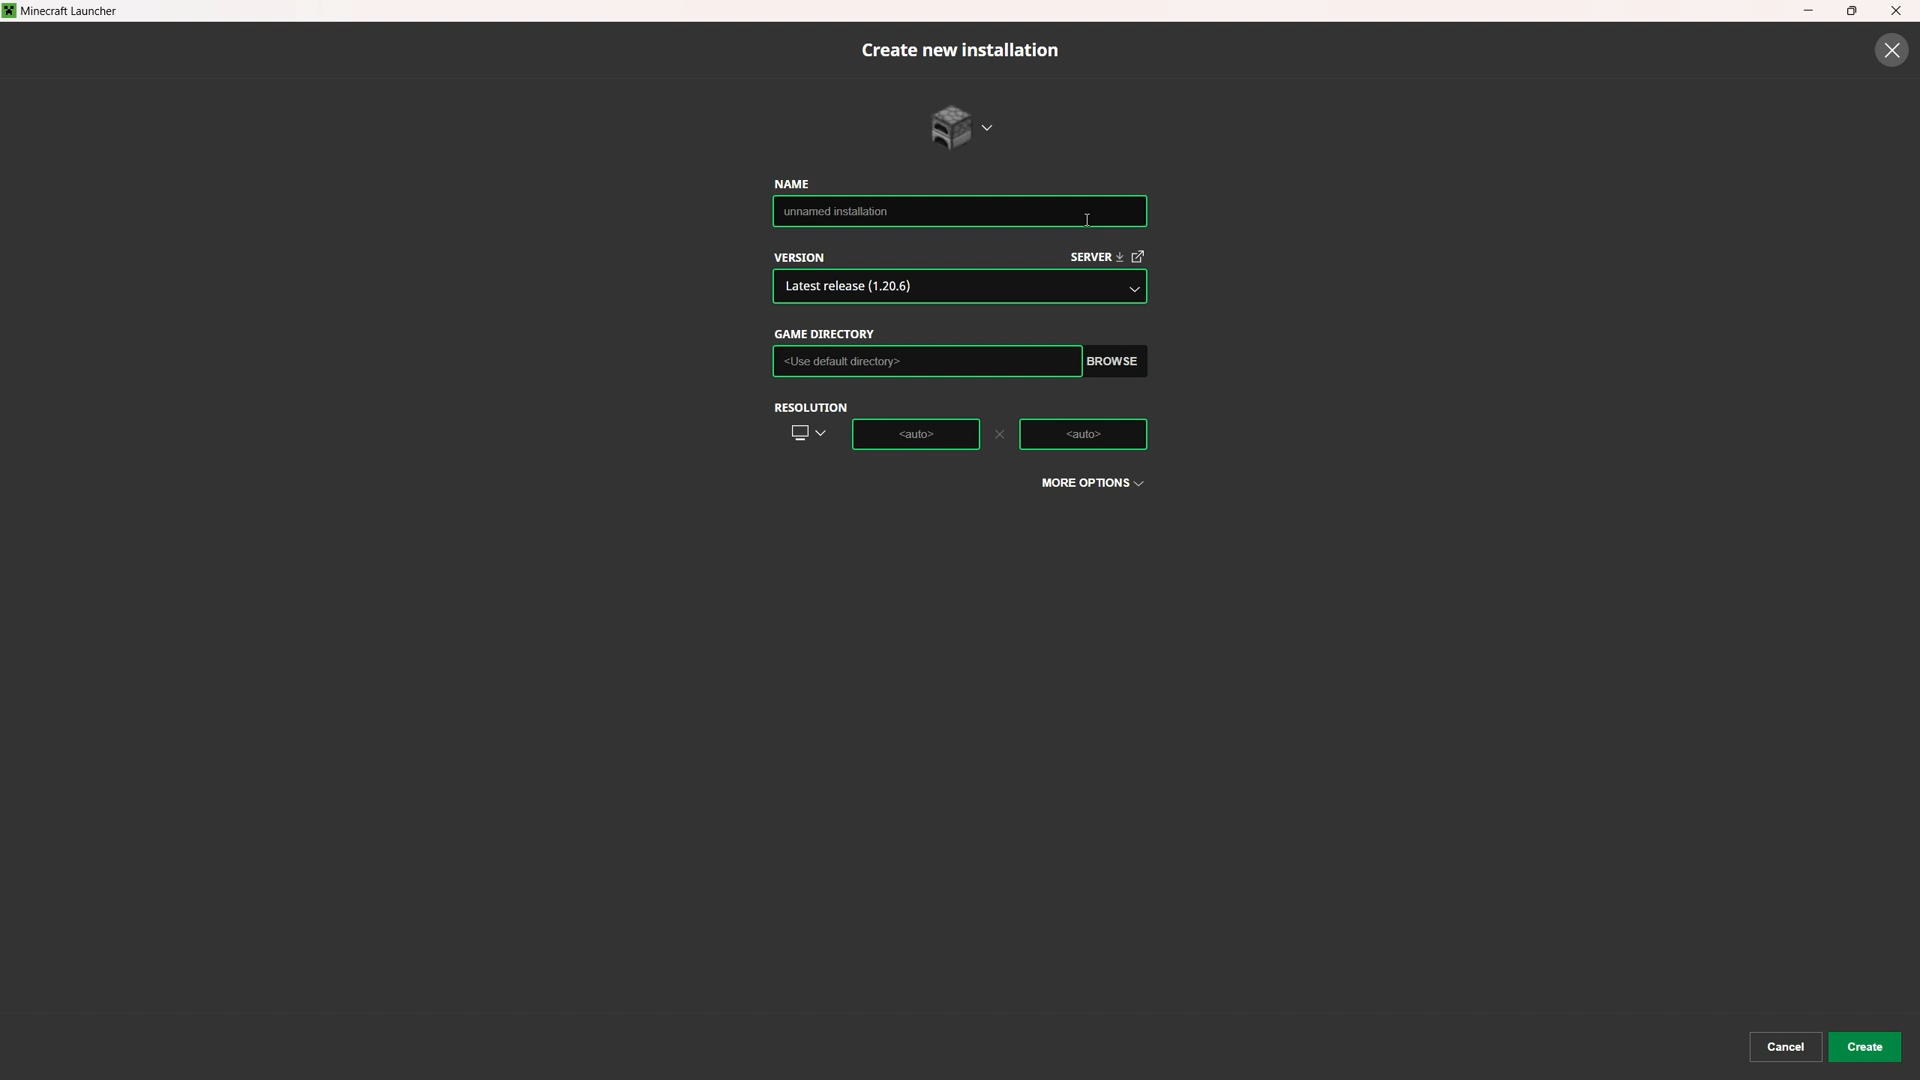 Minecraft Launcher
Create new installation
NAME
unnamed installation
VERSION
SERVER
Latest release (1.20.6)
GAME DIRECTORY
<Use default directory>
BROWSE
RESOLUTION
<auto>
<auto>
MORE OPTIONS
Cancel
Create